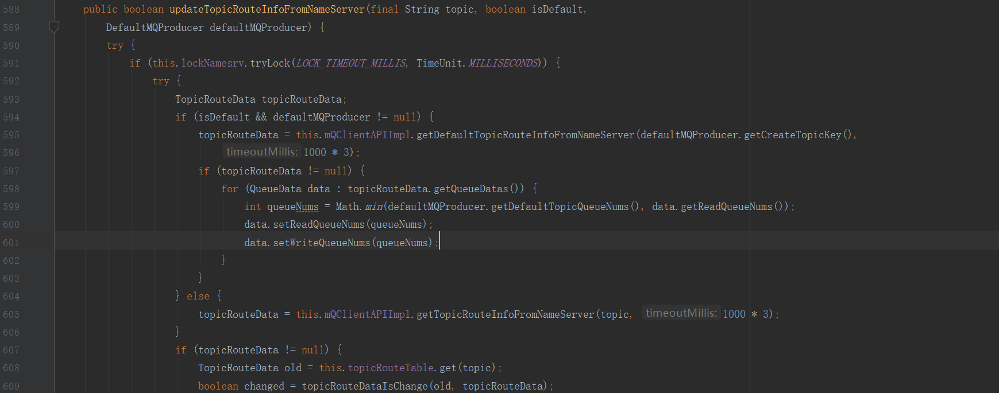 588 public boolean updateTopicRouteInfoFromNameServer(final String topic, boolean isDefault,
589 DefaultMQProducer defaultMQProducer) {
590 try {
591 if (this.lockNamesrv.tryLock(LOCK_TIMEOUT_MILLIS, TimeUnit.MILLISECONDS)) {
592 try {
593 TopicRouteData topicRouteData;
594 if (isDefault && defaultMQProducer != null) {
595 topicRouteData = this.mQClientAPIImpl.getDefaultTopicRouteInfoFromNameServer(defaultMQProducer.getCreateTopicKey(),
596 timeoutMillis: 1000 * 3);
597 if (topicRouteData != null) {
598 for (QueueData data : topicRouteData.getQueueDatas()) {
599 int queueNums = Math.min(defaultMQProducer.getDefaultTopicQueueNums(), data.getReadQueueNums());
600 data.setReadQueueNums(queueNums);
601 data.setWriteQueueNums(queueNums);
602 }
603 }
604 } else {
605 topicRouteData = this.mQClientAPIImpl.getTopicRouteInfoFromNameServer(topic, timeoutMillis: 1000 * 3);
606 }
607 if (topicRouteData != null) {
608 TopicRouteData old = this.topicRouteTable.get(topic);
609 boolean changed = topicRouteDataIsChange(old, topicRouteData);